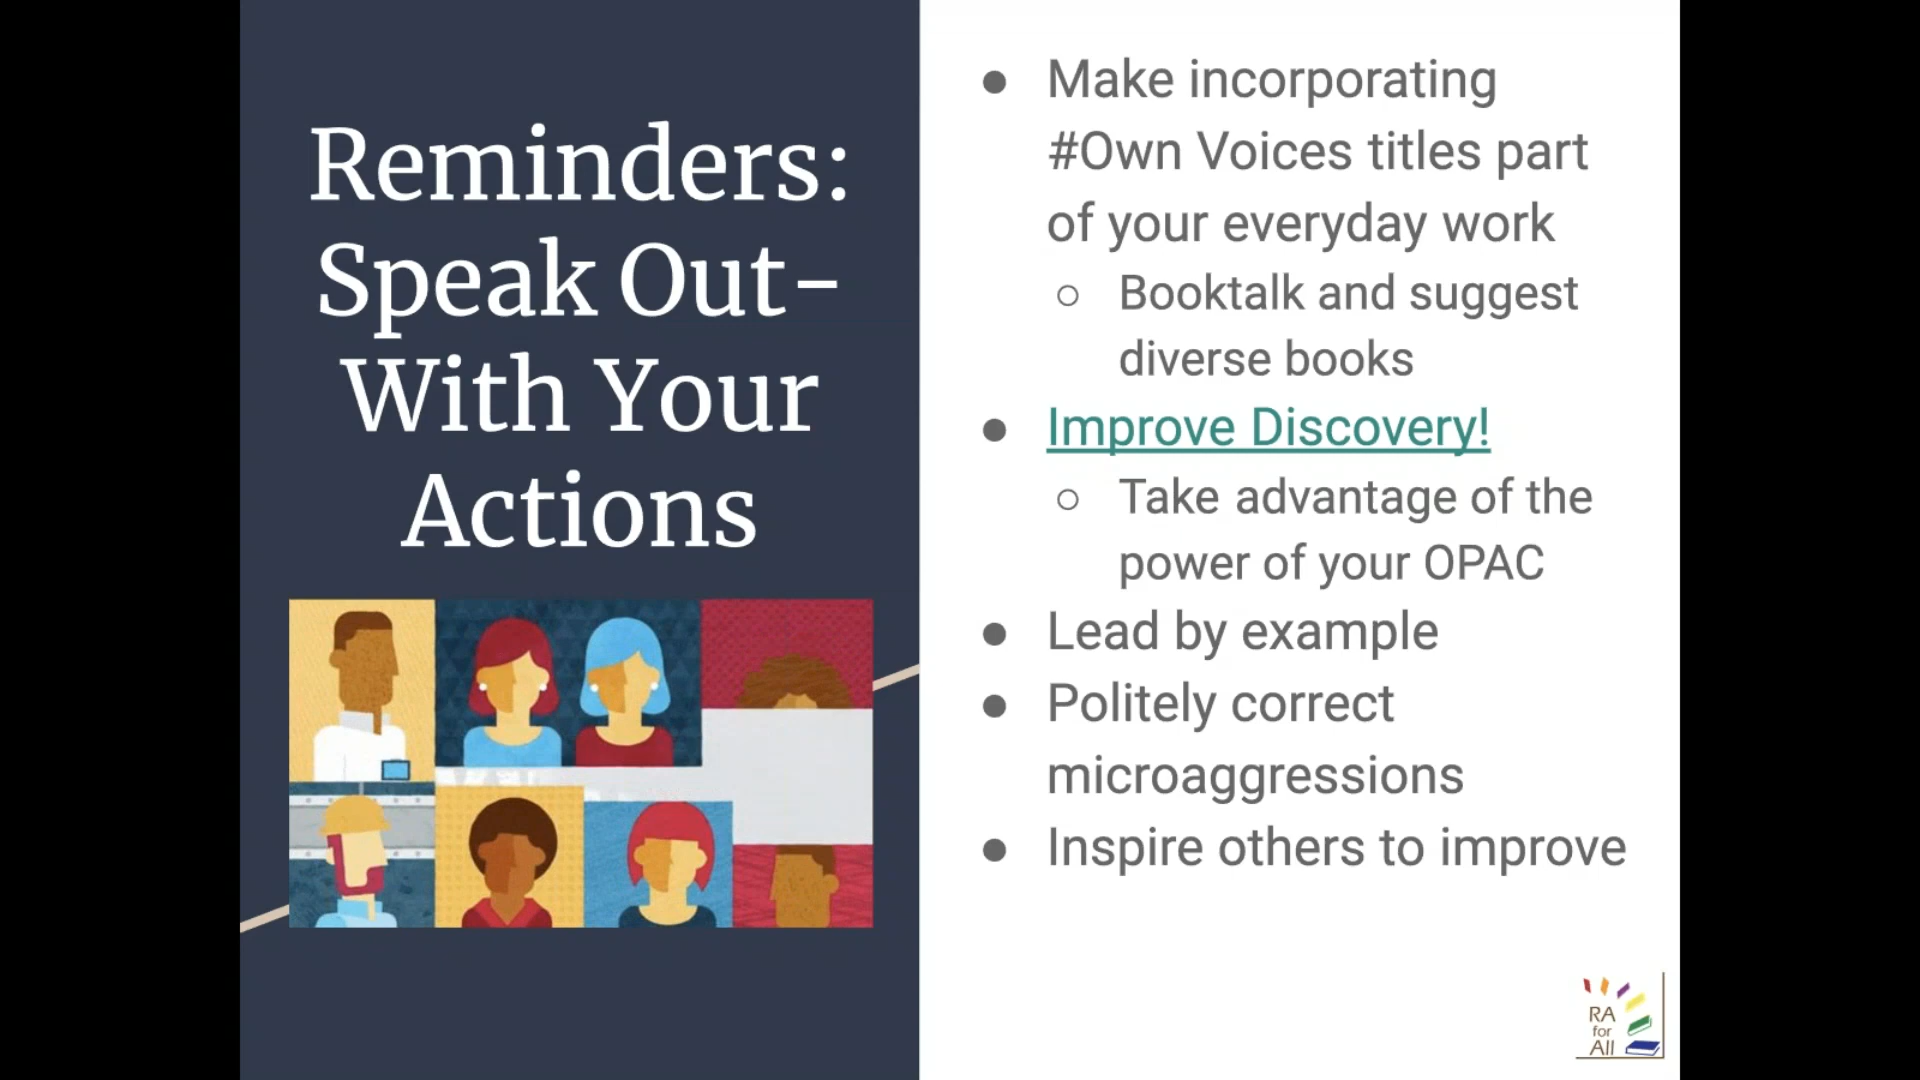 Reminders:
Speak Out-
With Your
Actions
● Make incorporating
#Own Voices titles part
of your everyday work
○ Booktalk and suggest
diverse books
● Improve Discovery!
○ Take advantage of the
power of your OPAC
● Lead by example
● Politely correct
microaggressions
● Inspire others to improve
RA
for
All